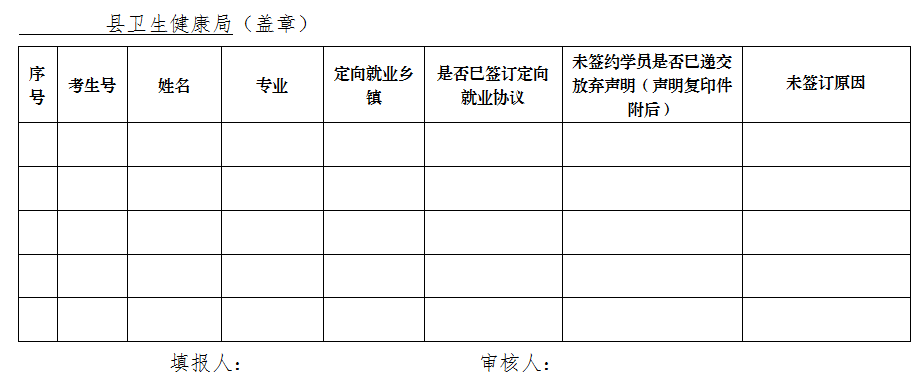 县卫生健康局（盖章）
序号
考生号
姓名
专业
定向就业乡镇
是否已签订定向就业协议
未签约学员是否已递交放弃声明（声明复印件附后）
未签订原因
填报人：
审核人：